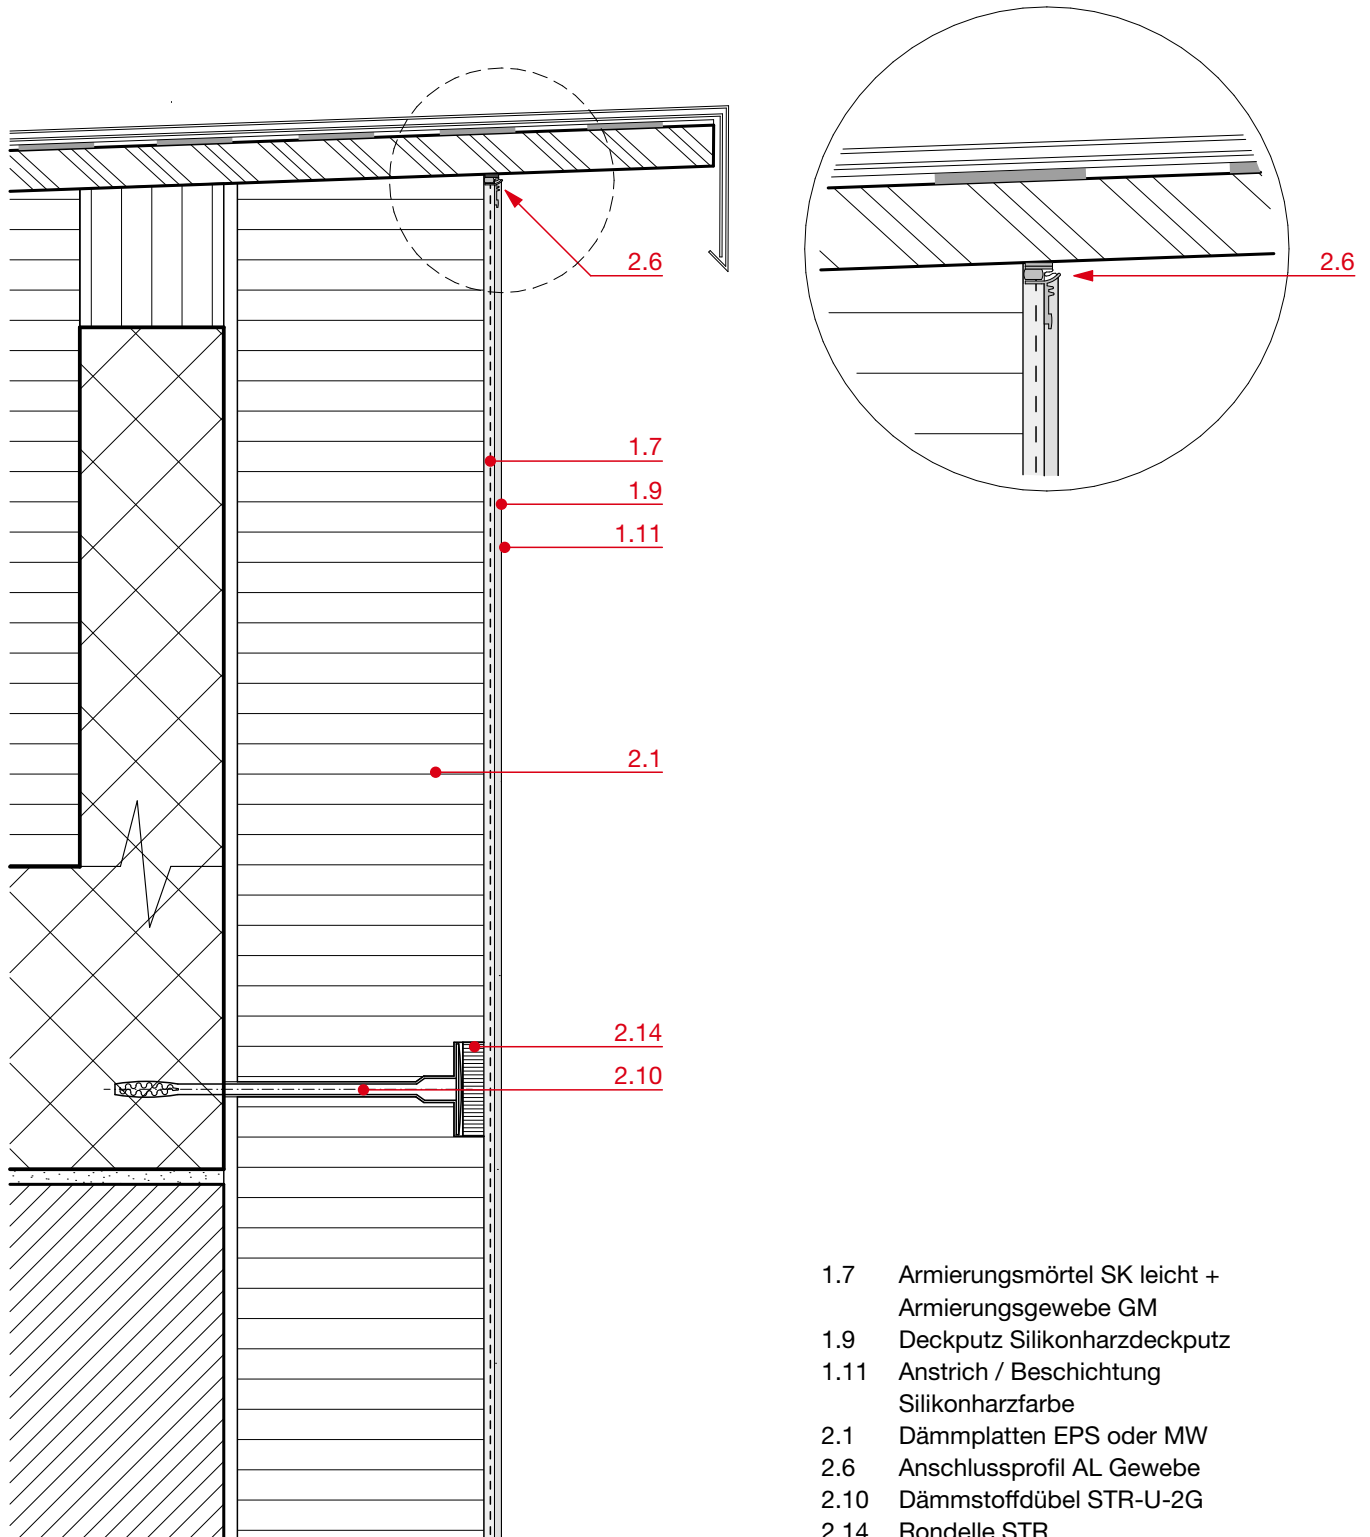 2.6
2.6
1.7
1.9
1.11
2.1
2.14
2.10
1.7 Armierungsmörtel SK leicht +
Armierungsgewebe GM
1.9 Deckputz Silikonharzdeckputz
1.11 Anstrich / Beschichtung
Silikonharzfarbe
2.1 Dämmplatten EPS oder MW
2.6 Anschlussprofil AL Gewebe
2.10 Dämmstoffdübel STR-U-2G
2.14 Rondelle STR